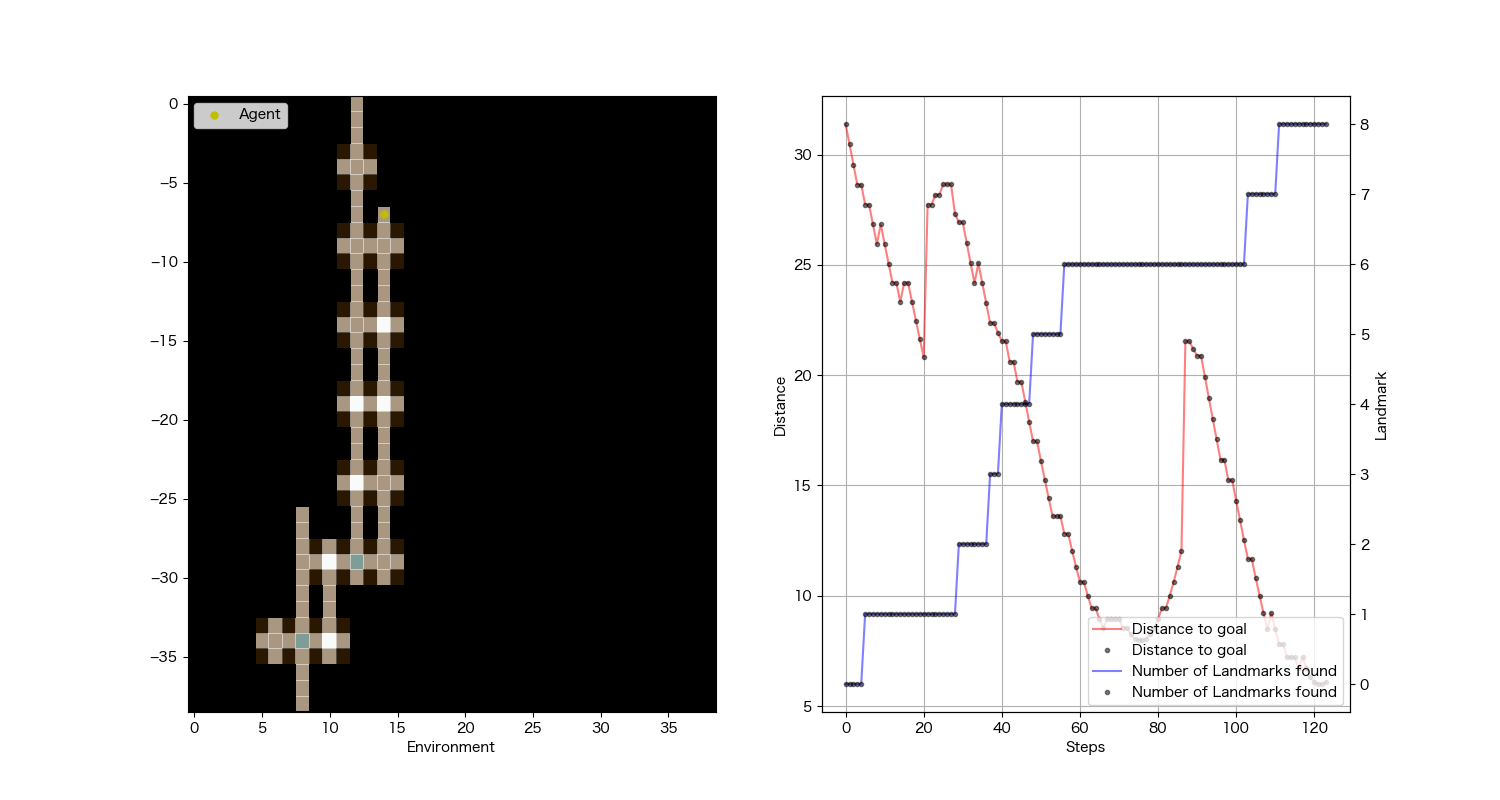 Agent
0
−5
−10
−15
−20
−25
−30
−35
0 5 10 15 20 25 30 35
Environment
Distance
30
25
20
15
10
5
0 20 40 60 80 100 120
Steps
8
7
6
5
4
3
2
1
0
Landmark
Distance to goal
Distance to goal
Number of Landmarks found
Number of Landmarks found